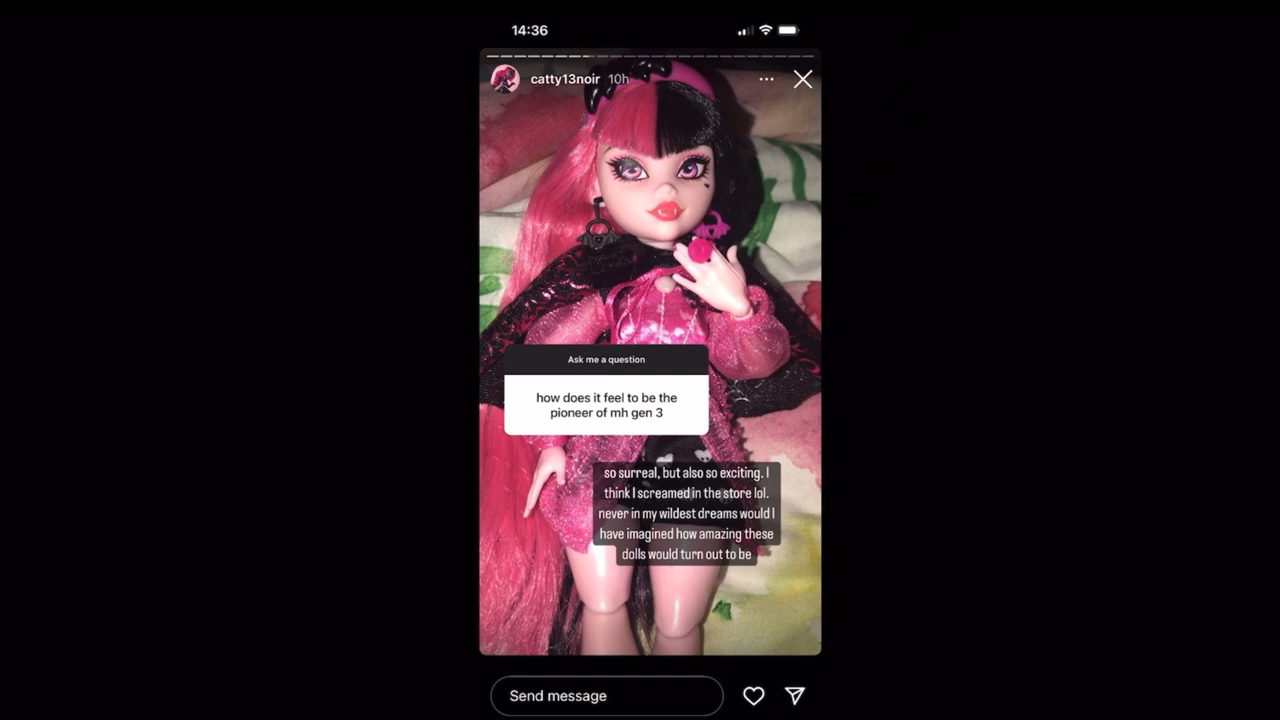 14:36
catty13noir 10h
Ask me a question
how does it feel to be the
pioneer of mh gen 3
so surreal, but also so exciting. I
think I screamed in the store lol.
never in my wildest dreams would I
have imagined how amazing these
dolls would turn out to be
Send message